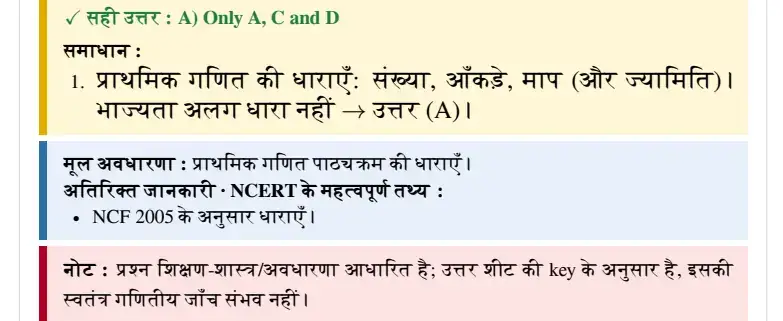 ✓ सही उत्तर : A) Only A, C and D
समाधान :
1. प्राथमिक गणित की धाराएँ: संख्या, आँकड़े, माप (और ज्यामिति)।
भाज्यता अलग धारा नहीं → उत्तर (A)।
मूल अवधारणा : प्राथमिक गणित पाठ्यक्रम की धाराएँ।
अतिरिक्त जानकारी · NCERT के महत्वपूर्ण तथ्य :
• NCF 2005 के अनुसार धाराएँ।
नोट : प्रश्न शिक्षण-शास्त्र/अवधारणा आधारित है; उत्तर शीट की key के अनुसार है, इसकी
स्वतंत्र गणितीय जाँच संभव नहीं।